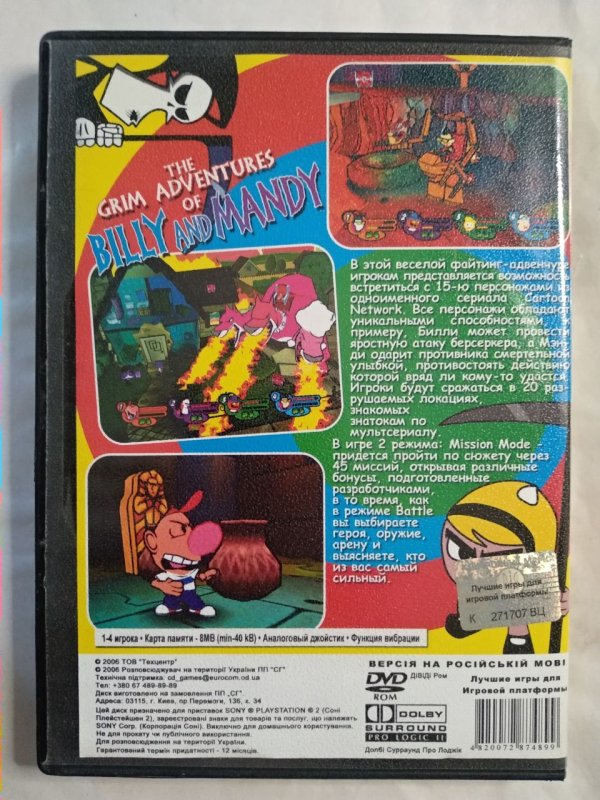 THE
GRIM ADVENTURES
OF
BILLY AND MANDY
В этой веселой файтинг-адвенчуре
игрокам представляется возможность
встретиться с 15-ю персонажами из
одноименного сериала Cartoon
Network. Все персонажи обладают
уникальными способностями, к
примеру, Билли может провести
яростную атаку берсеркера, а Мэн-
ди одарит противника смертельной
улыбкой, противостоять действию
которой вряд ли кому-то удастся.
Игроки будут сражаться в 20 раз-
рушаемых локациях,
знакомых
знатокам по
мультсериалу.
В игре 2 режима: Mission Mode -
придется пройти по сюжету через
45 миссий, открывая различные
бонусы, подготовленные
разработчиками,
в то время, как
в режиме Battle
вы выбираете
героя, оружие,
арену и
выясняете, кто
из вас самый
сильный.
Лучшие игры для
игровой платформы
К 271707 ВЦ
1-4 игрока • Карта памяти - 8MB (min-40 kB) • Аналоговый джойстик • Функция вибрации
© 2006 ТОВ "Техцентр"
© 2006 Розповсюджувач на території України ПП "СГ"
Технічна підтримка: cd_games@eurocom.od.ua
Тел: +380 67 489-89-89
Диск виготовлено на замовлення ПП „СГ"
Адреса: 03115, г. Киев, пр Перемоги, 136, к. 34
Цей диск призначено для приставок SONY ® PLAYSTATION ® 2 (Соні
Плейстейшен 2), зареєстровані знаки для товарів та послуг, що належать
SONY Corp. (Корпорація Соні). Виключно для домашнього користування.
Не для прокату чи публічного використання.
Для розповсюдження на території України.
Гарантований термін придатності - 12 місяців.
ВЕРСІЯ НА РОСІЙСЬКІЙ МОВІ
DVD
ROM
ДіВіДі Ром
Лучшие игры для
Игровой платформы
DOLBY
SURROUND
PRO LOGIC II
Долбі Сурраунд Про Лоджік
4820072874899